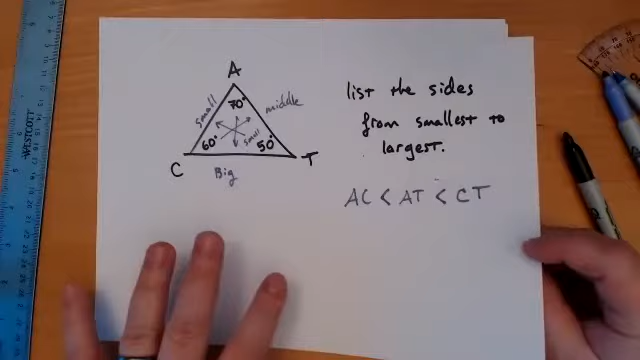 A
70°
small
middle
60°
small
50°
C
T
Big
list the sides
from smallest to
largest.
AC < AT < CT
WESTCOTT